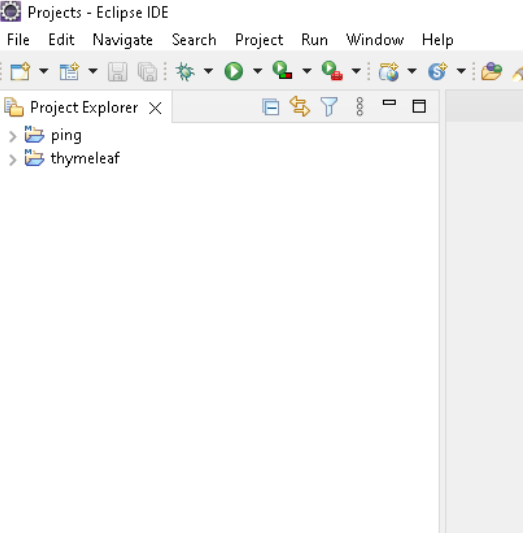 Projects - Eclipse IDE
File Edit Navigate Search Project Run Window Help
Project Explorer
ping
thymeleaf